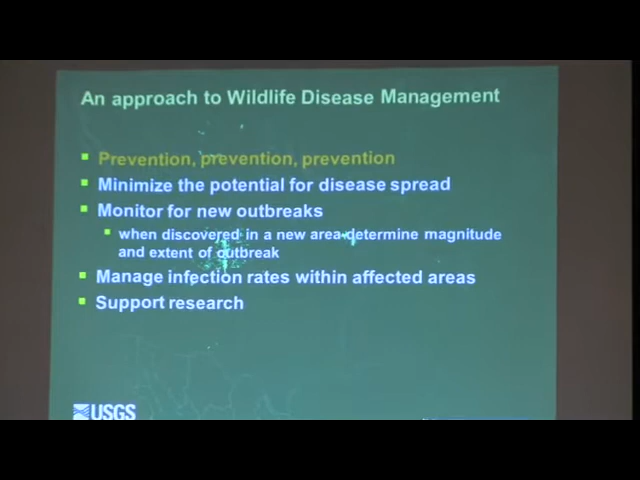 An approach to Wildlife Disease Management
Prevention, prevention, prevention
Minimize the potential for disease spread
Monitor for new outbreaks
when discovered in a new area determine magnitude
and extent of outbreak
Manage infection rates within affected areas
Support research
USGS